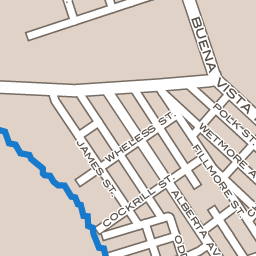 BUENA VISTA
POLK ST.
WETMORE
WHELESS ST.
JAMES ST.
FILLMORE ST.
COCKRILL ST.
ALBERTA AV